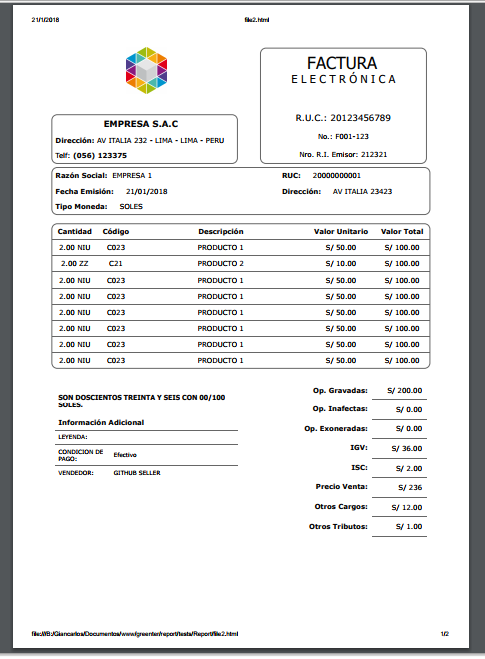 21/1/2018 file2.html
FACTURA
ELECTRÓNICA
R.U.C.: 20123456789
No.: F001-123
Nro. R.I. Emisor: 212321
EMPRESA S.A.C
Dirección: AV ITALIA 232 - LIMA - LIMA - PERU
Telf: (056) 123375
Razón Social: EMPRESA 1 RUC: 20000000001
Fecha Emisión: 21/01/2018 Dirección: AV ITALIA 23423
Tipo Moneda: SOLES
Cantidad Código Descripción Valor Unitario Valor Total
2.00 NIU C023 PRODUCTO 1 S/ 50.00 S/ 100.00
2.00 ZZ C21 PRODUCTO 2 S/ 10.00 S/ 100.00
2.00 NIU C023 PRODUCTO 1 S/ 50.00 S/ 100.00
2.00 NIU C023 PRODUCTO 1 S/ 50.00 S/ 100.00
2.00 NIU C023 PRODUCTO 1 S/ 50.00 S/ 100.00
2.00 NIU C023 PRODUCTO 1 S/ 50.00 S/ 100.00
2.00 NIU C023 PRODUCTO 1 S/ 50.00 S/ 100.00
2.00 NIU C023 PRODUCTO 1 S/ 50.00 S/ 100.00
SON DOSCIENTOS TREINTA Y SEIS CON 00/100
SOLES.
Información Adicional
LEYENDA:
CONDICION DE
PAGO: Efectivo
VENDEDOR: GITHUB SELLER
Op. Gravadas: S/ 200.00
Op. Inafectas: S/ 0.00
Op. Exoneradas: S/ 0.00
IGV: S/ 36.00
ISC: S/ 2.00
Precio Venta: S/ 236
Otros Cargos: S/ 12.00
Otros Tributos: S/ 1.00
file:///B:/Giancarlos/Documentos/www/greenter/report/tests/Report/file2.html 1/2